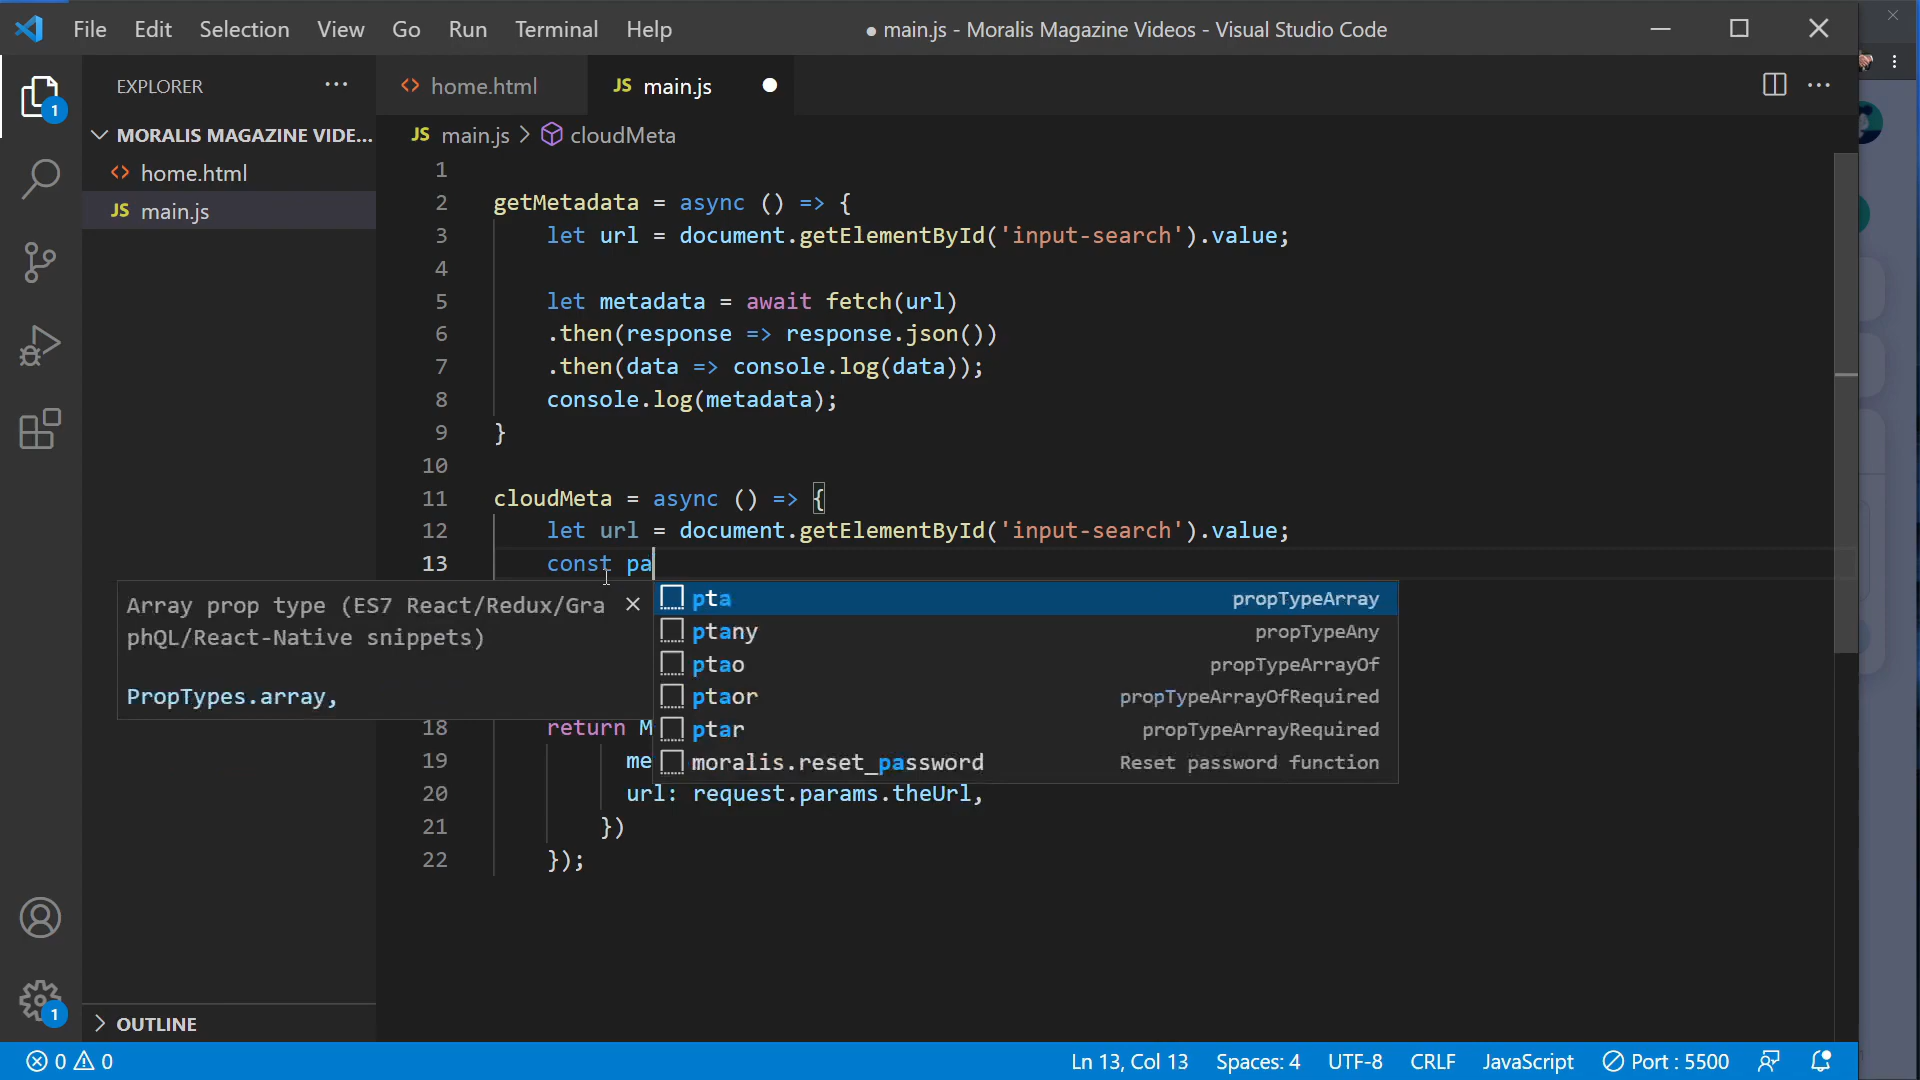 File Edit Selection View Go Run Terminal Help
● main.js - Moralis Magazine Videos - Visual Studio Code
EXPLORER
MORALIS MAGAZINE VIDE...
home.html
JS main.js
OUTLINE
home.html
JS main.js
JS main.js > cloudMeta
1
2 getMetadata = async () => {
3 let url = document.getElementById('input-search').value;
4
5 let metadata = await fetch(url)
6 .then(response => response.json())
7 .then(data => console.log(data));
8 console.log(metadata);
9 }
10
11 cloudMeta = async () => {
12 let url = document.getElementById('input-search').value;
13 const pa
Array prop type (ES7 React/Redux/Gra
phQL/React-Native snippets)
PropTypes.array,
pta propTypeArray
ptany propTypeAny
ptao propTypeArrayOf
ptaor propTypeArrayOfRequired
ptar propTypeArrayRequired
moralis.reset_password Reset password function
18 return M
19 me
20 url: request.params.theUrl,
21 })
22 });
1
1
0 0
Ln 13, Col 13 Spaces: 4 UTF-8 CRLF JavaScript Port : 5500